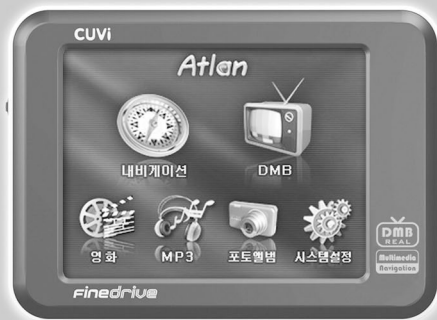 CUVi
Atlan
내비게이션
DMB
영화
MP3
포토앨범
시스템설정
DMB
REAL
Multimedia
Navigation
Finedrive